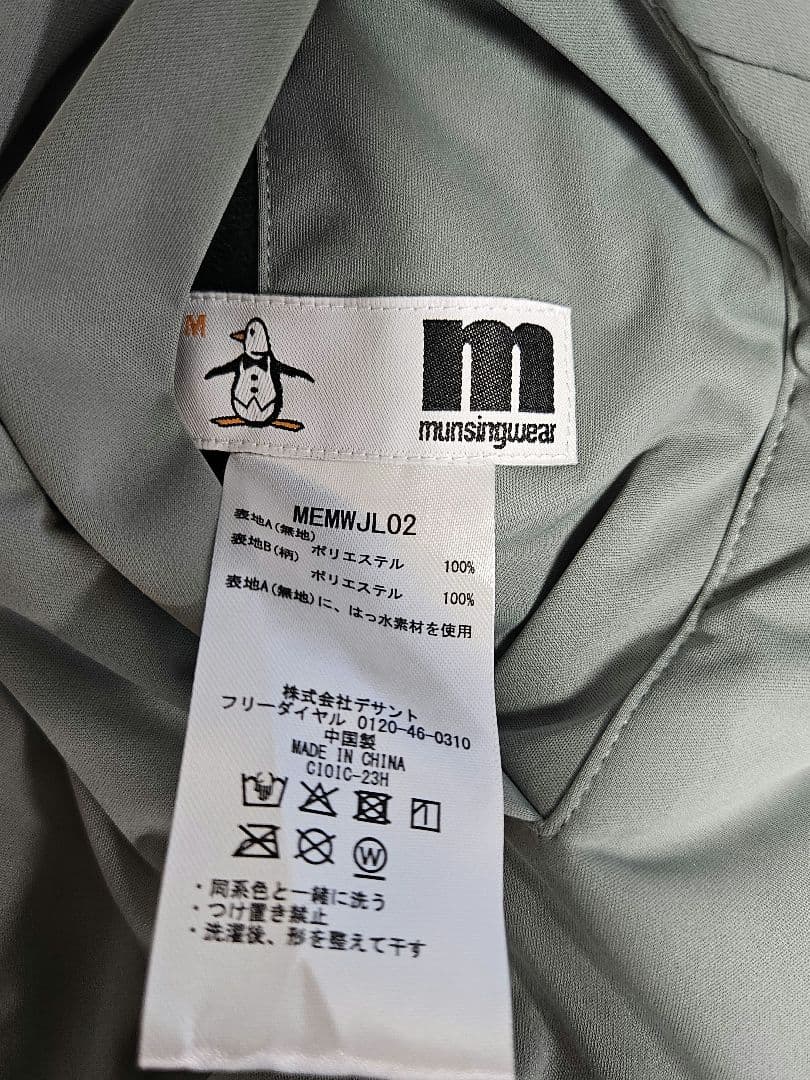 M
m
munsingwear
MEMWJL02
表地A(無地)
ポリエステル 100%
表地B(柄)
ポリエステル 100%
表地A(無地)に、はっ水素材を使用
株式会社デサント
フリーダイヤル 0120-46-0310
中国製
MADE IN CHINA
CI01C-23H
W
・同系色と一緒に洗う
・つけ置き禁止
・洗濯後、形を整えて干す